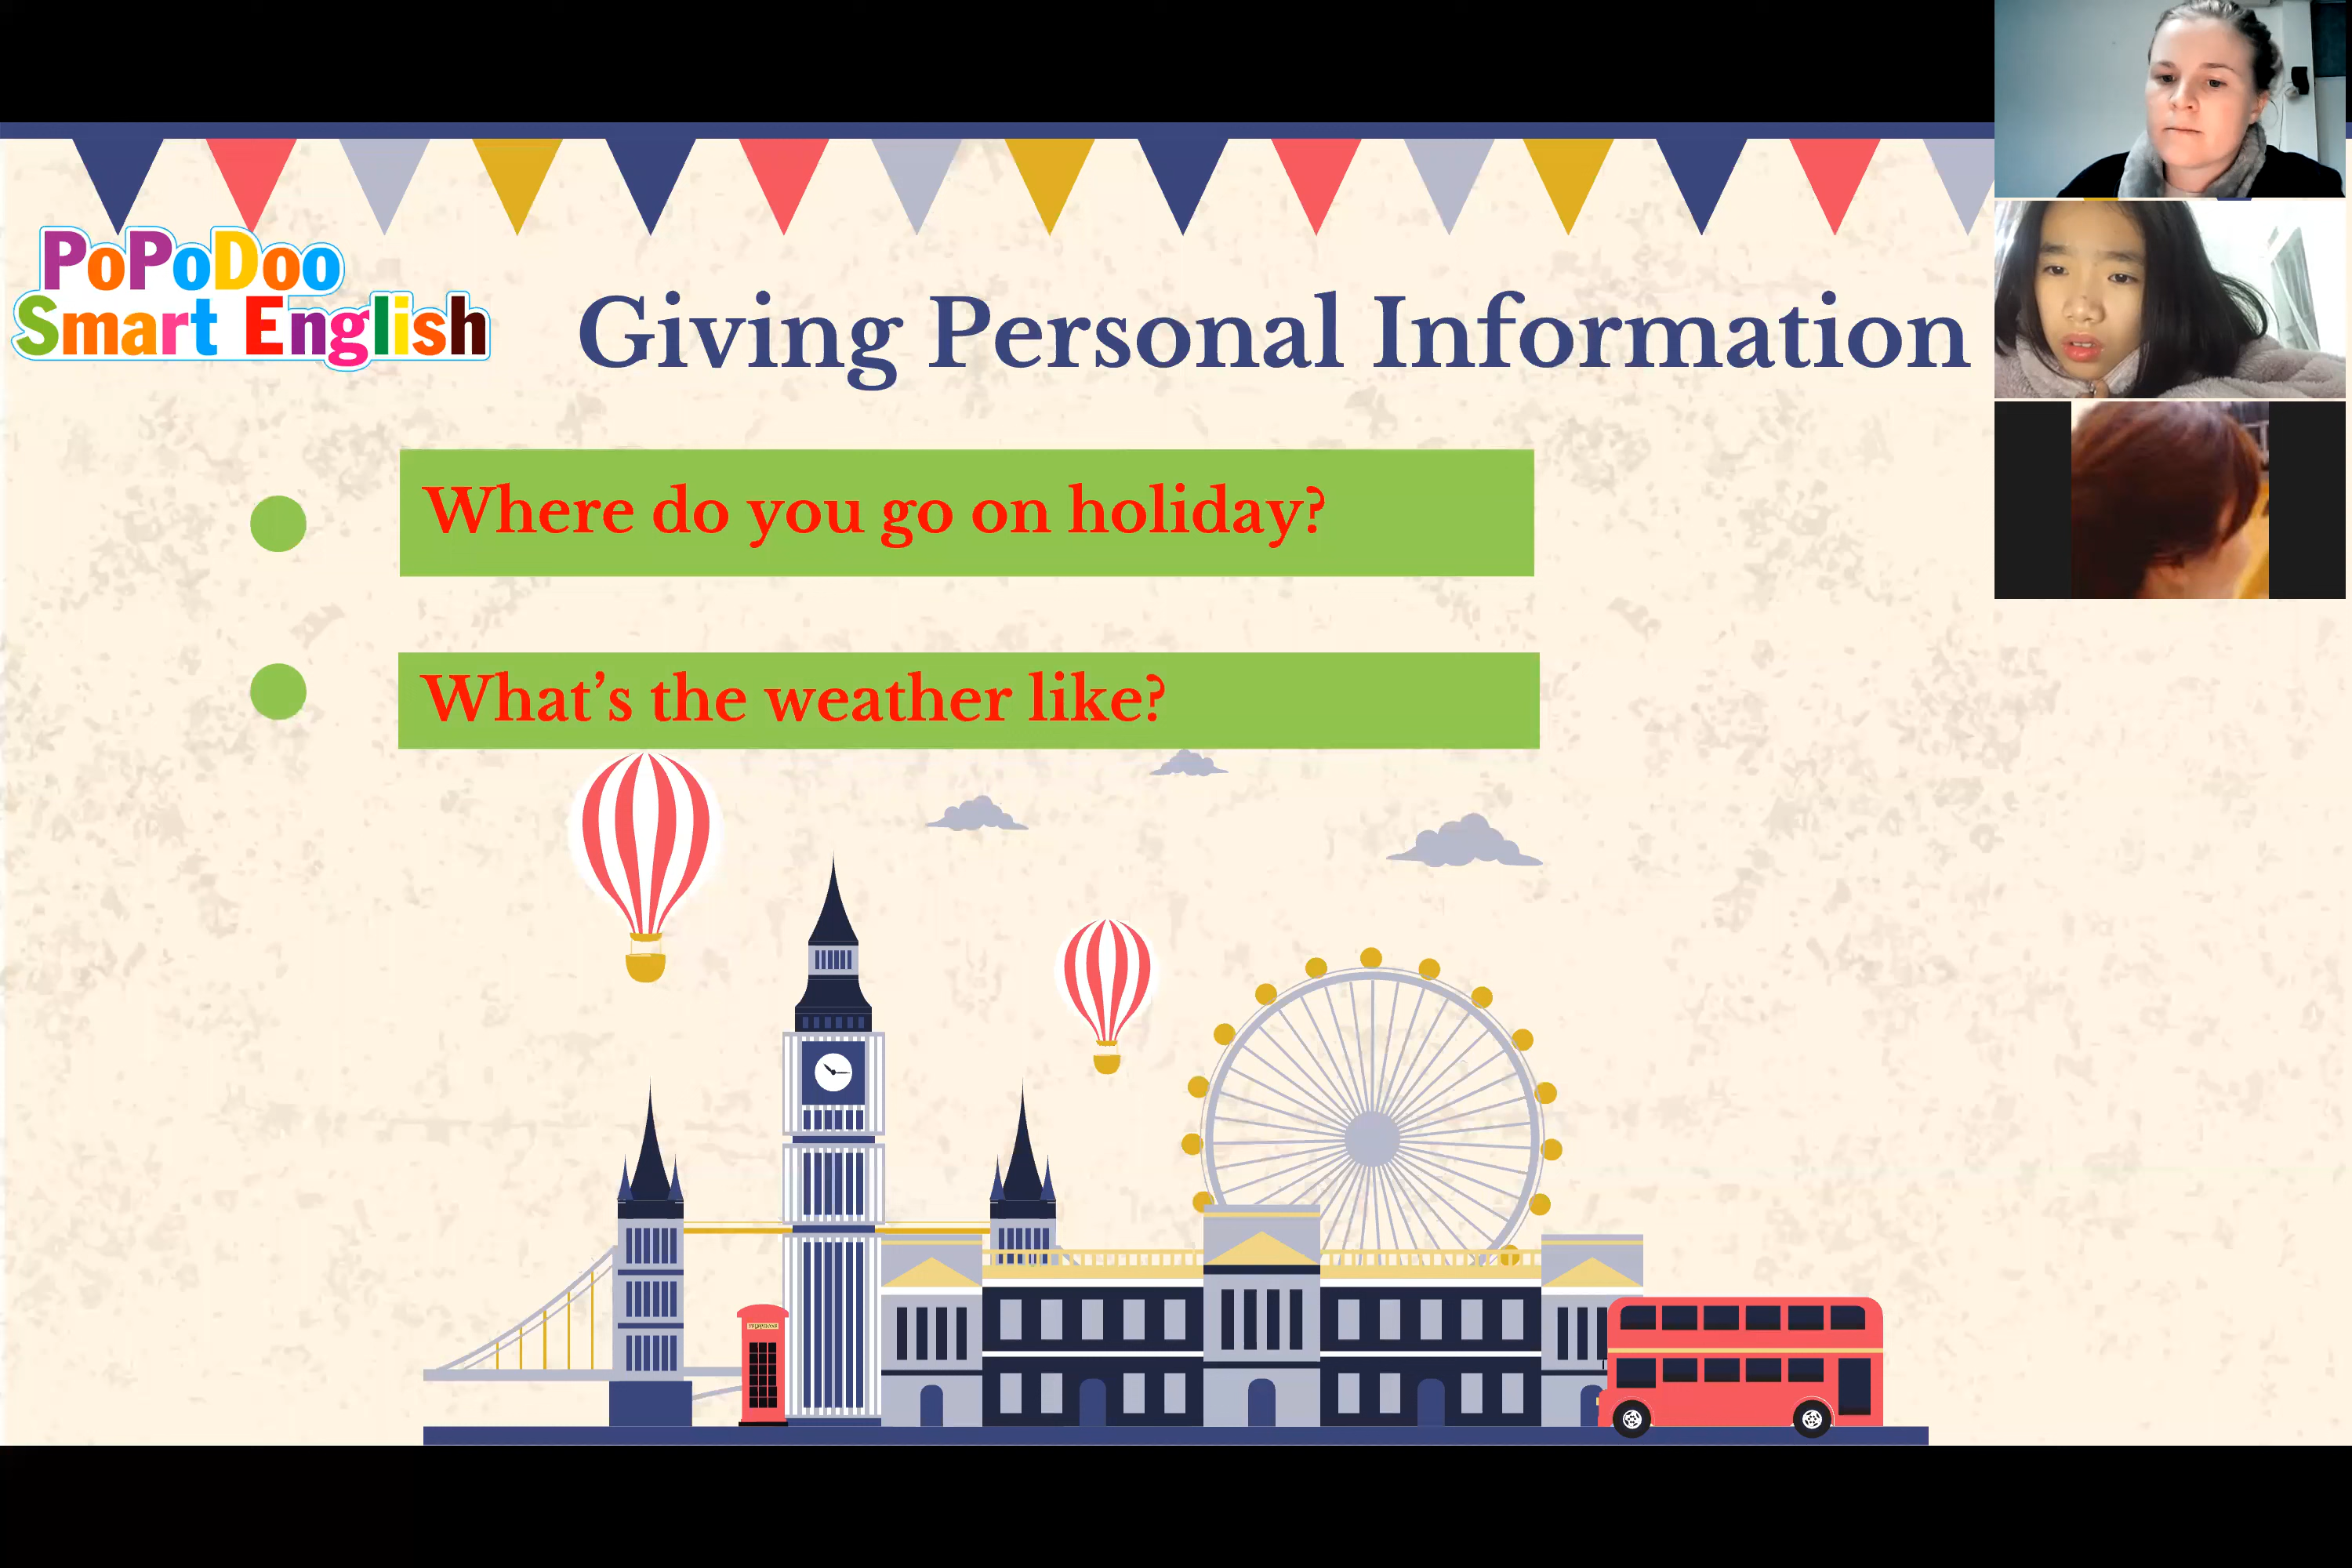 PoPoDoo
Smart English
Giving Personal Information
Where do you go on holiday?
What's the weather like?